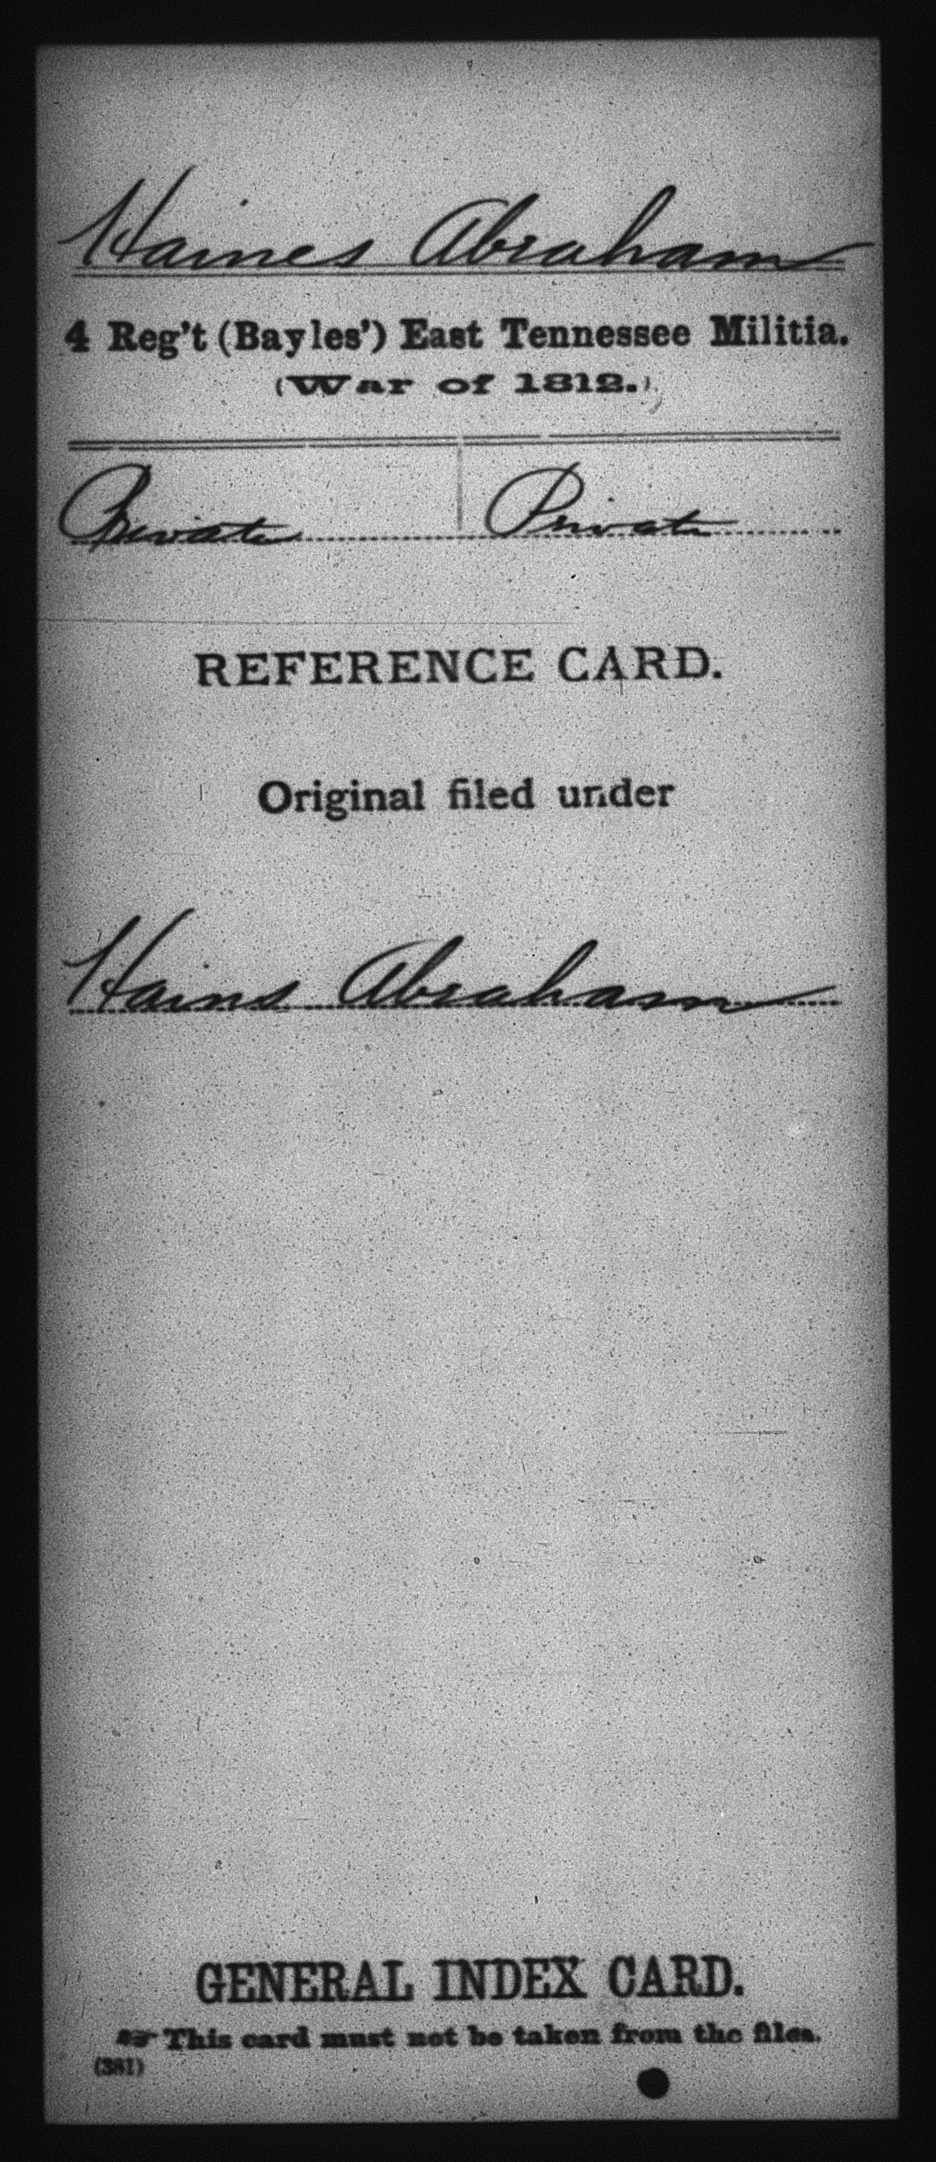 Haines Abraham
4 Reg't (Bayles') East Tennessee Militia.
(War of 1812.)
Private Private
REFERENCE CARD.
Original filed under
Hains Abraham
GENERAL INDEX CARD.
☞ This card must not be taken from the files.
(381)